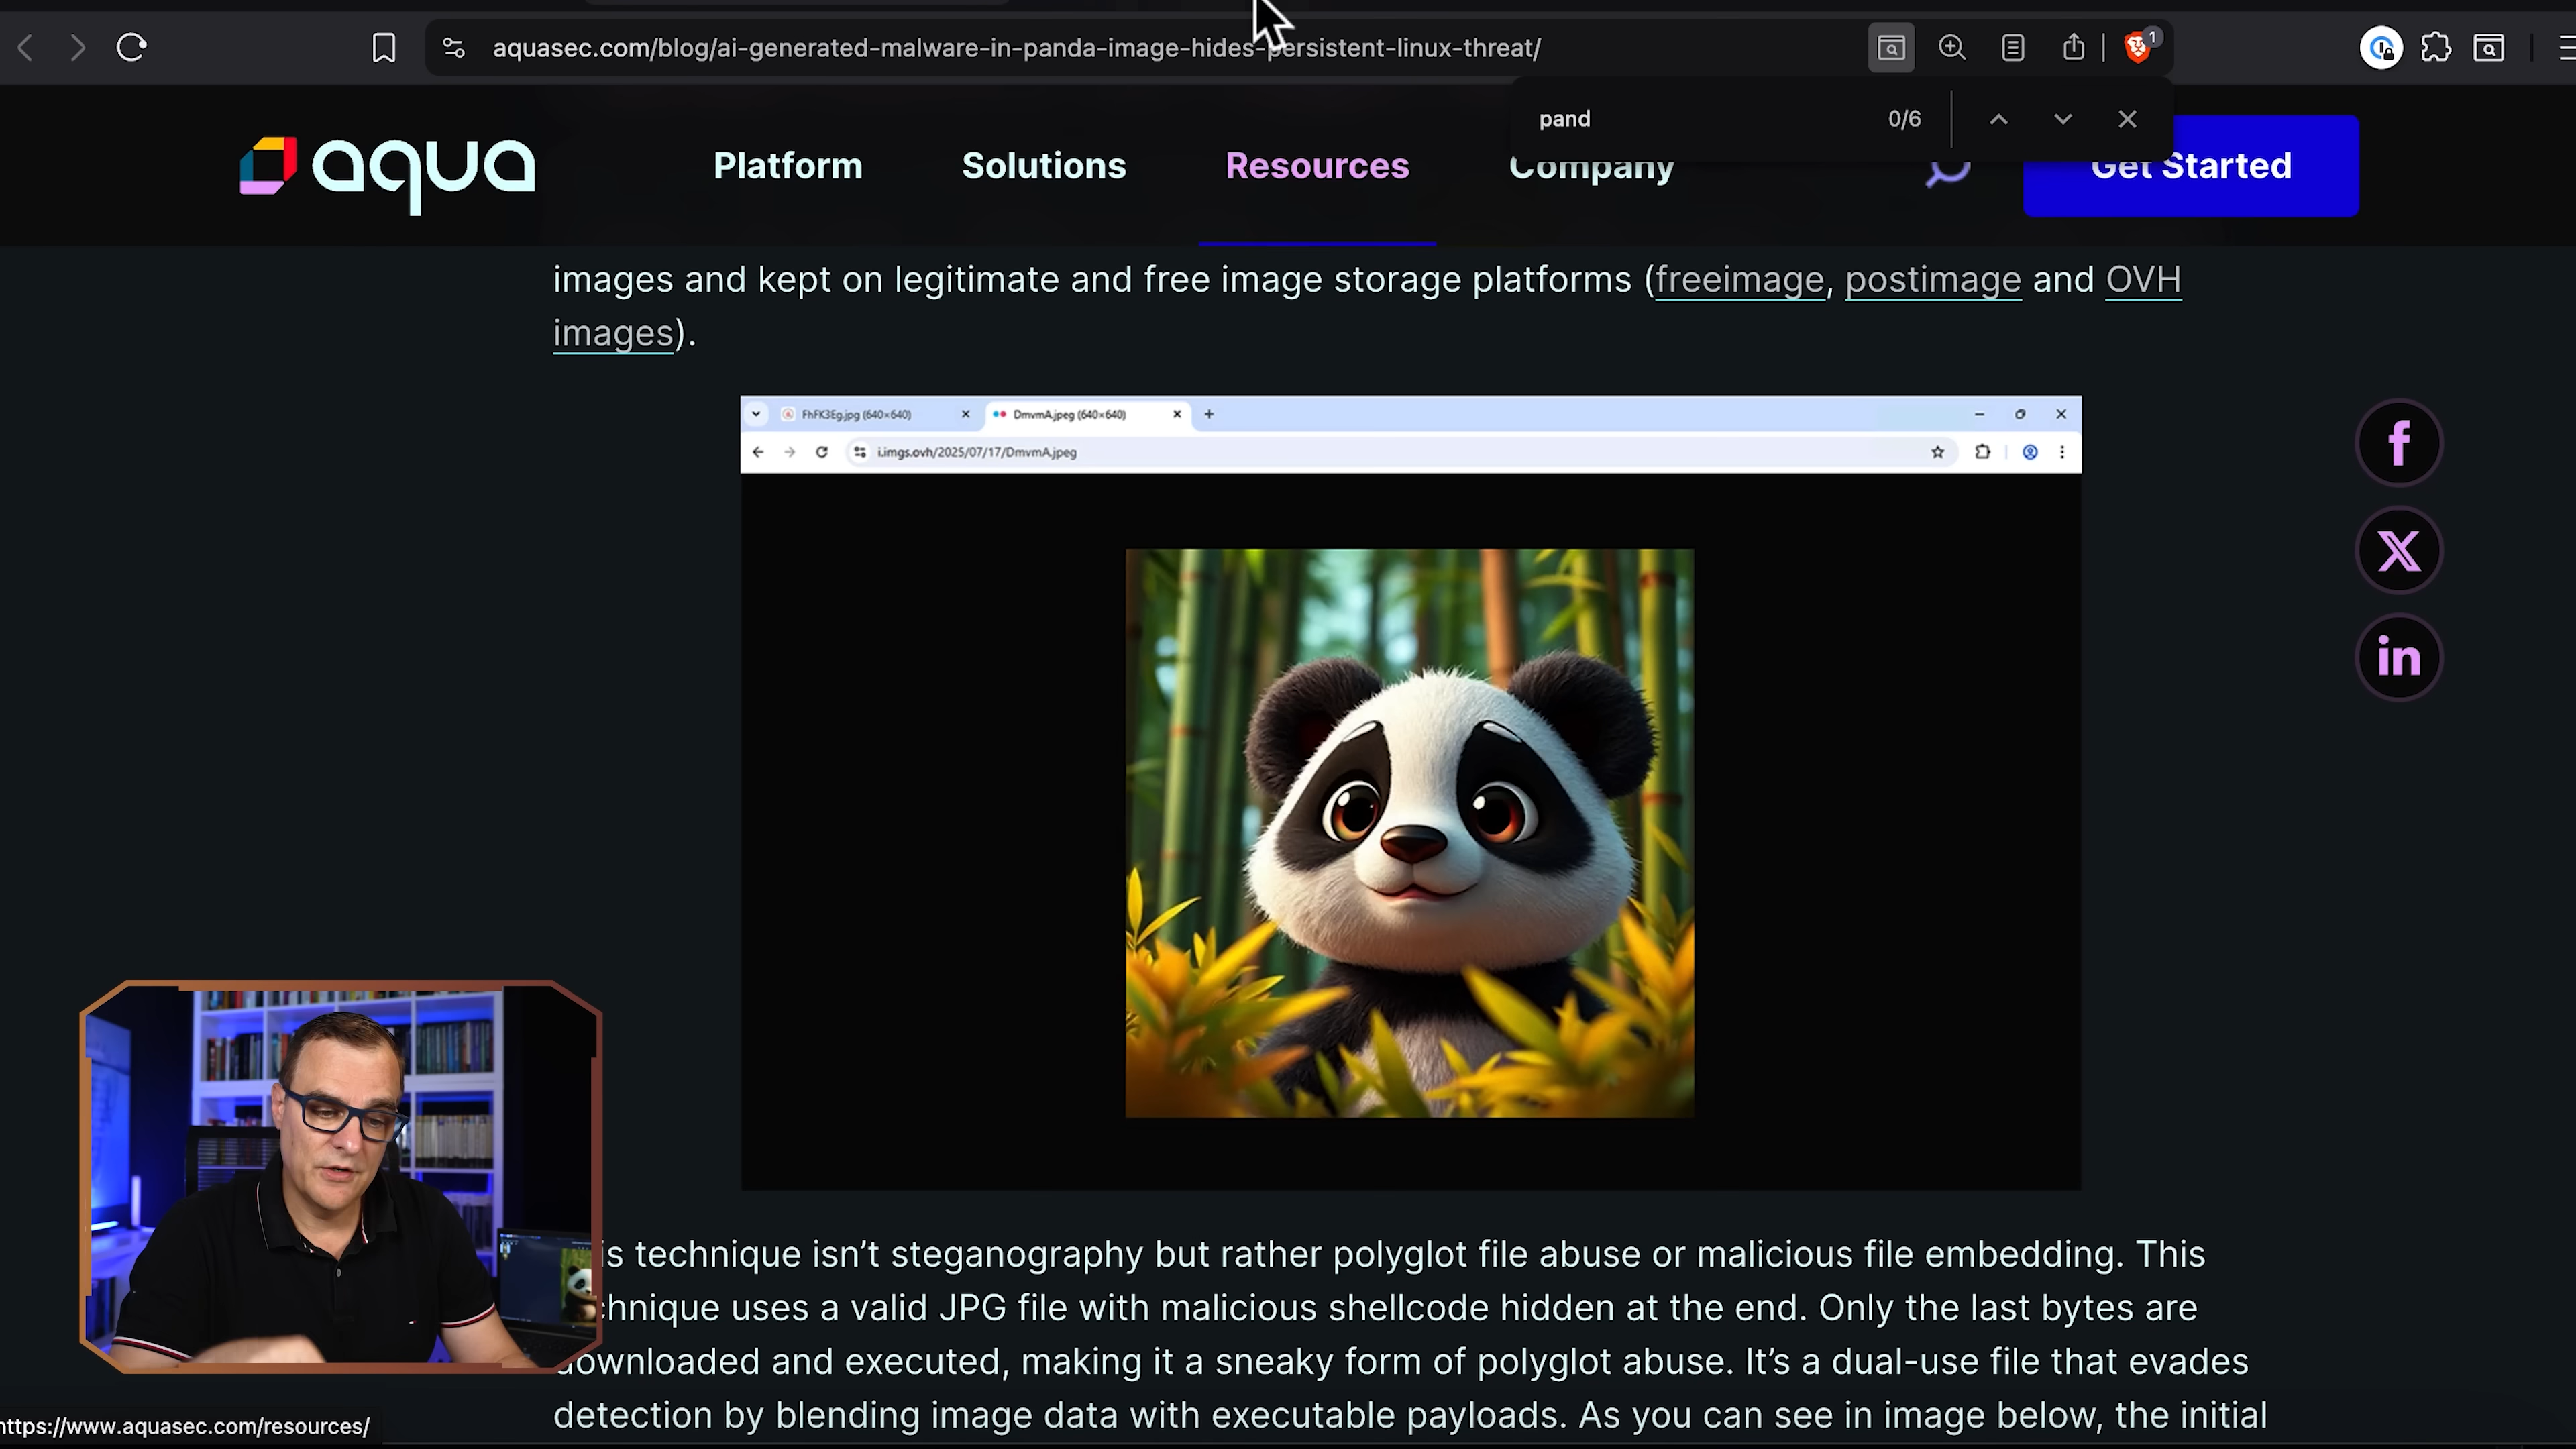 aquasec.com/blog/ai-generated-malware-in-panda-image-hides-persistent-linux-threat/
1
pand
0/6
aqua
Platform
Solutions
Resources
Company
Get Started
images and kept on legitimate and free image storage platforms (freeimage, postimage and OVH
images).
FhFK3Eg.jpg (640×640)
DmvmA.jpeg (640×640)
i.imgs.ovh/2025/07/17/DmvmA.jpeg
f
X
in
is technique isn't steganography but rather polyglot file abuse or malicious file embedding. This
chnique uses a valid JPG file with malicious shellcode hidden at the end. Only the last bytes are
downloaded and executed, making it a sneaky form of polyglot abuse. It's a dual-use file that evades
detection by blending image data with executable payloads. As you can see in image below, the initial
https://www.aquasec.com/resources/